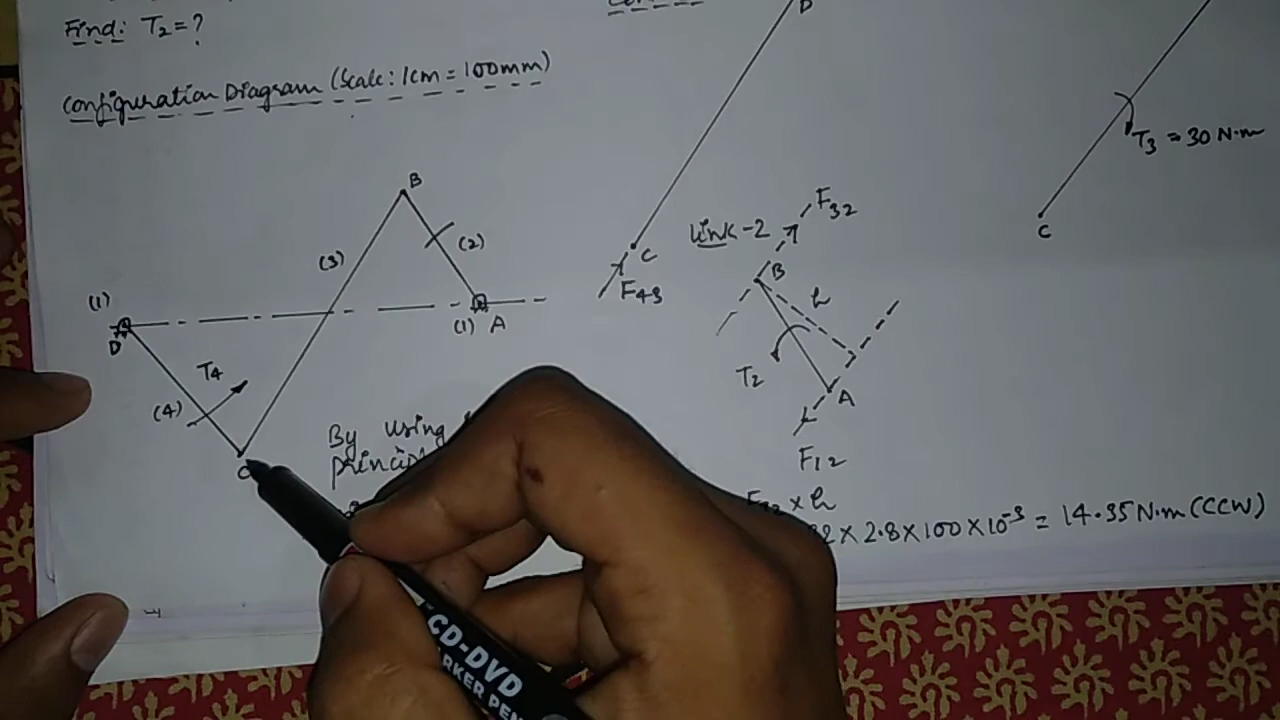 Find: T2=?
Configuration Diagram (Scale: 1cm = 100mm)
B
(2)
(3)
(1)
D
(1) A
T4
(4)
C
By using
C
F43
Link-2
F32
B
h
T2
A
F12
T3 = 30 N·m
C
× h
2 × 2.8 × 100 × 10⁻³ = 14.35 N·m (CCW)
CD-DVD